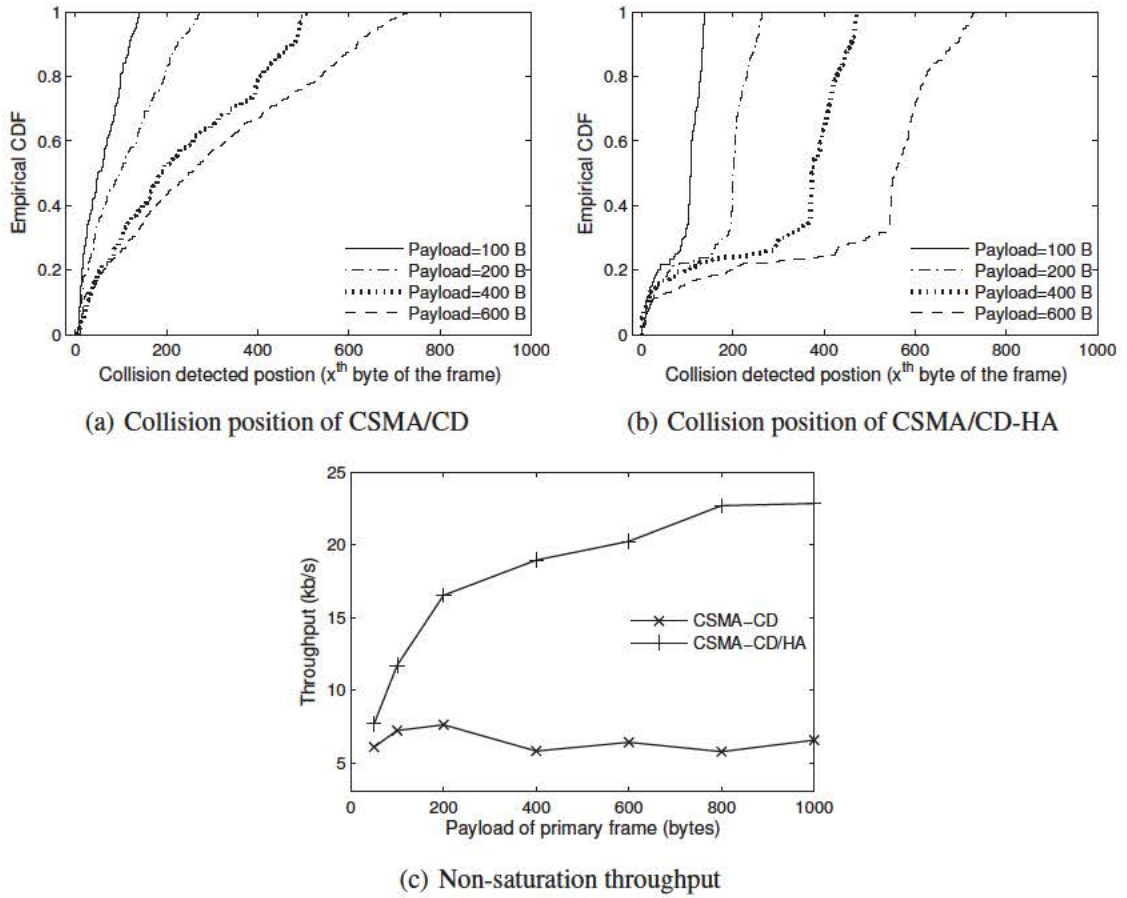 1
0.8
0.6
0.4
0.2
0
Empirical CDF
Payload=100 B
Payload=200 B
Payload=400 B
Payload=600 B
0 200 400 600 800 1000
Collision detected postion (x^th byte of the frame)
(a) Collision position of CSMA/CD
1
0.8
0.6
0.4
0.2
0
Empirical CDF
Payload=100 B
Payload=200 B
Payload=400 B
Payload=600 B
0 200 400 600 800 1000
Collision detected postion (x^th byte of the frame)
(b) Collision position of CSMA/CD-HA
25
20
15
10
5
Throughput (kb/s)
CSMA−CD
CSMA−CD/HA
0 200 400 600 800 1000
Payload of primary frame (bytes)
(c) Non-saturation throughput